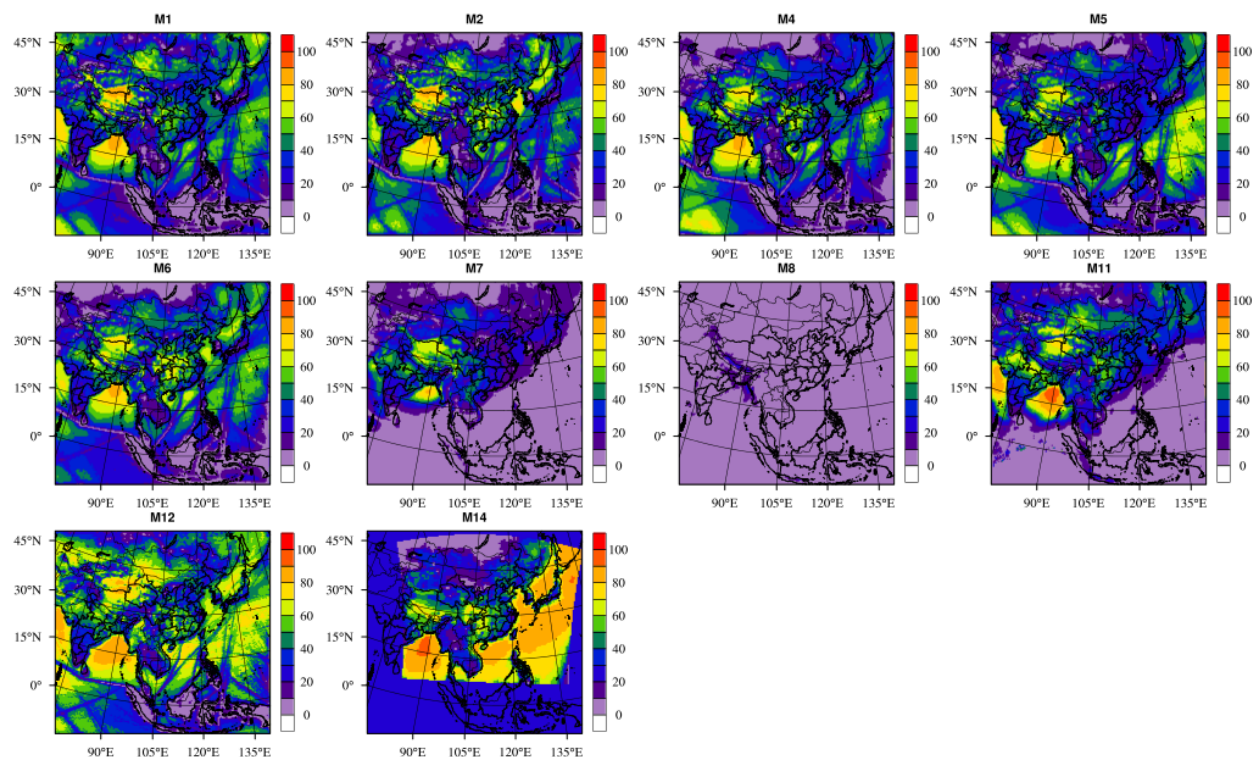 M1 M2 M4 M5
45°N 100 45°N 100 45°N 100 45°N 100
80 80 80 80
30°N 60 30°N 60 30°N 60 30°N 60
15°N 40 15°N 40 15°N 40 15°N 40
0° 20 0° 20 0° 20 0° 20
0 0 0 0
90°E 105°E 120°E 135°E 90°E 105°E 120°E 135°E 90°E 105°E 120°E 135°E 90°E 105°E 120°E 135°E
M6 M7 M8 M11
45°N 100 45°N 100 45°N 100 45°N 100
80 80 80 80
30°N 60 30°N 60 30°N 60 30°N 60
15°N 40 15°N 40 15°N 40 15°N 40
0° 20 0° 20 0° 20 0° 20
0 0 0 0
90°E 105°E 120°E 135°E 90°E 105°E 120°E 135°E 90°E 105°E 120°E 135°E 90°E 105°E 120°E 135°E
M12 M14
45°N 100 45°N 100
80 80
30°N 60 30°N 60
15°N 40 15°N 40
0° 20 0° 20
0 0
90°E 105°E 120°E 135°E 90°E 105°E 120°E 135°E